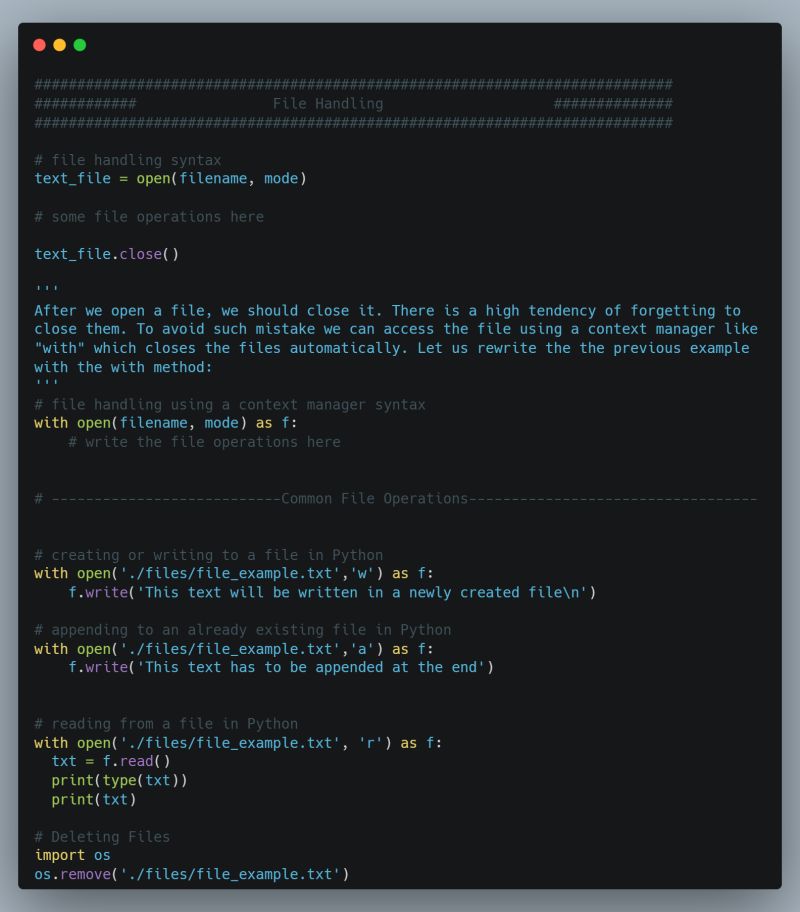 ###########################################################################
############                File Handling                    ##############
###########################################################################
# file handling syntax
text_file = open(filename, mode)
# some file operations here
text_file.close()
'''
After we open a file, we should close it. There is a high tendency of forgetting to
close them. To avoid such mistake we can access the file using a context manager like
"with" which closes the files automatically. Let us rewrite the the previous example
with the with method:
'''
# file handling using a context manager syntax
with open(filename, mode) as f:
    # write the file operations here
# ---------------------------Common File Operations----------------------------------
# creating or writing to a file in Python
with open('./files/file_example.txt','w') as f:
    f.write('This text will be written in a newly created file\n')
# appending to an already existing file in Python
with open('./files/file_example.txt','a') as f:
    f.write('This text has to be appended at the end')
# reading from a file in Python
with open('./files/file_example.txt', 'r') as f:
  txt = f.read()
  print(type(txt))
  print(txt)
# Deleting Files
import os
os.remove('./files/file_example.txt')